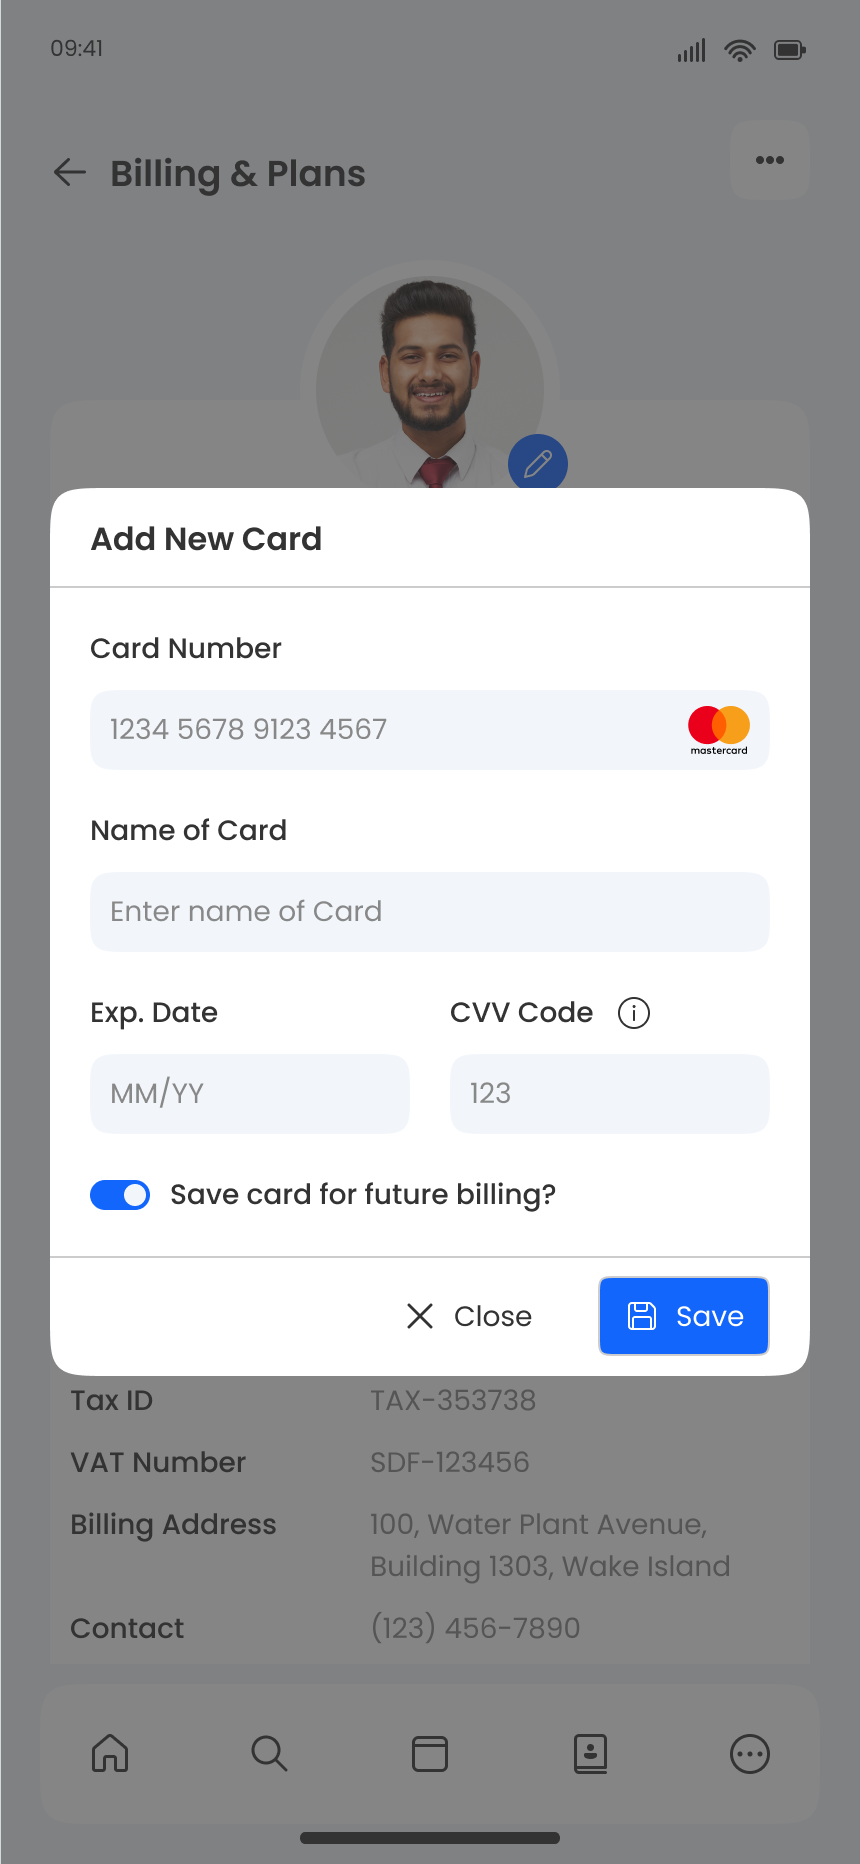 09:41
Billing & Plans
Add New Card
Card Number
1234 5678 9123 4567
mastercard
Name of Card
Enter name of Card
Exp. Date
CVV Code
MM/YY
123
Save card for future billing?
Close
Save
Tax ID
TAX-353738
VAT Number
SDF-123456
Billing Address
100, Water Plant Avenue,
Building 1303, Wake Island
Contact
(123) 456-7890